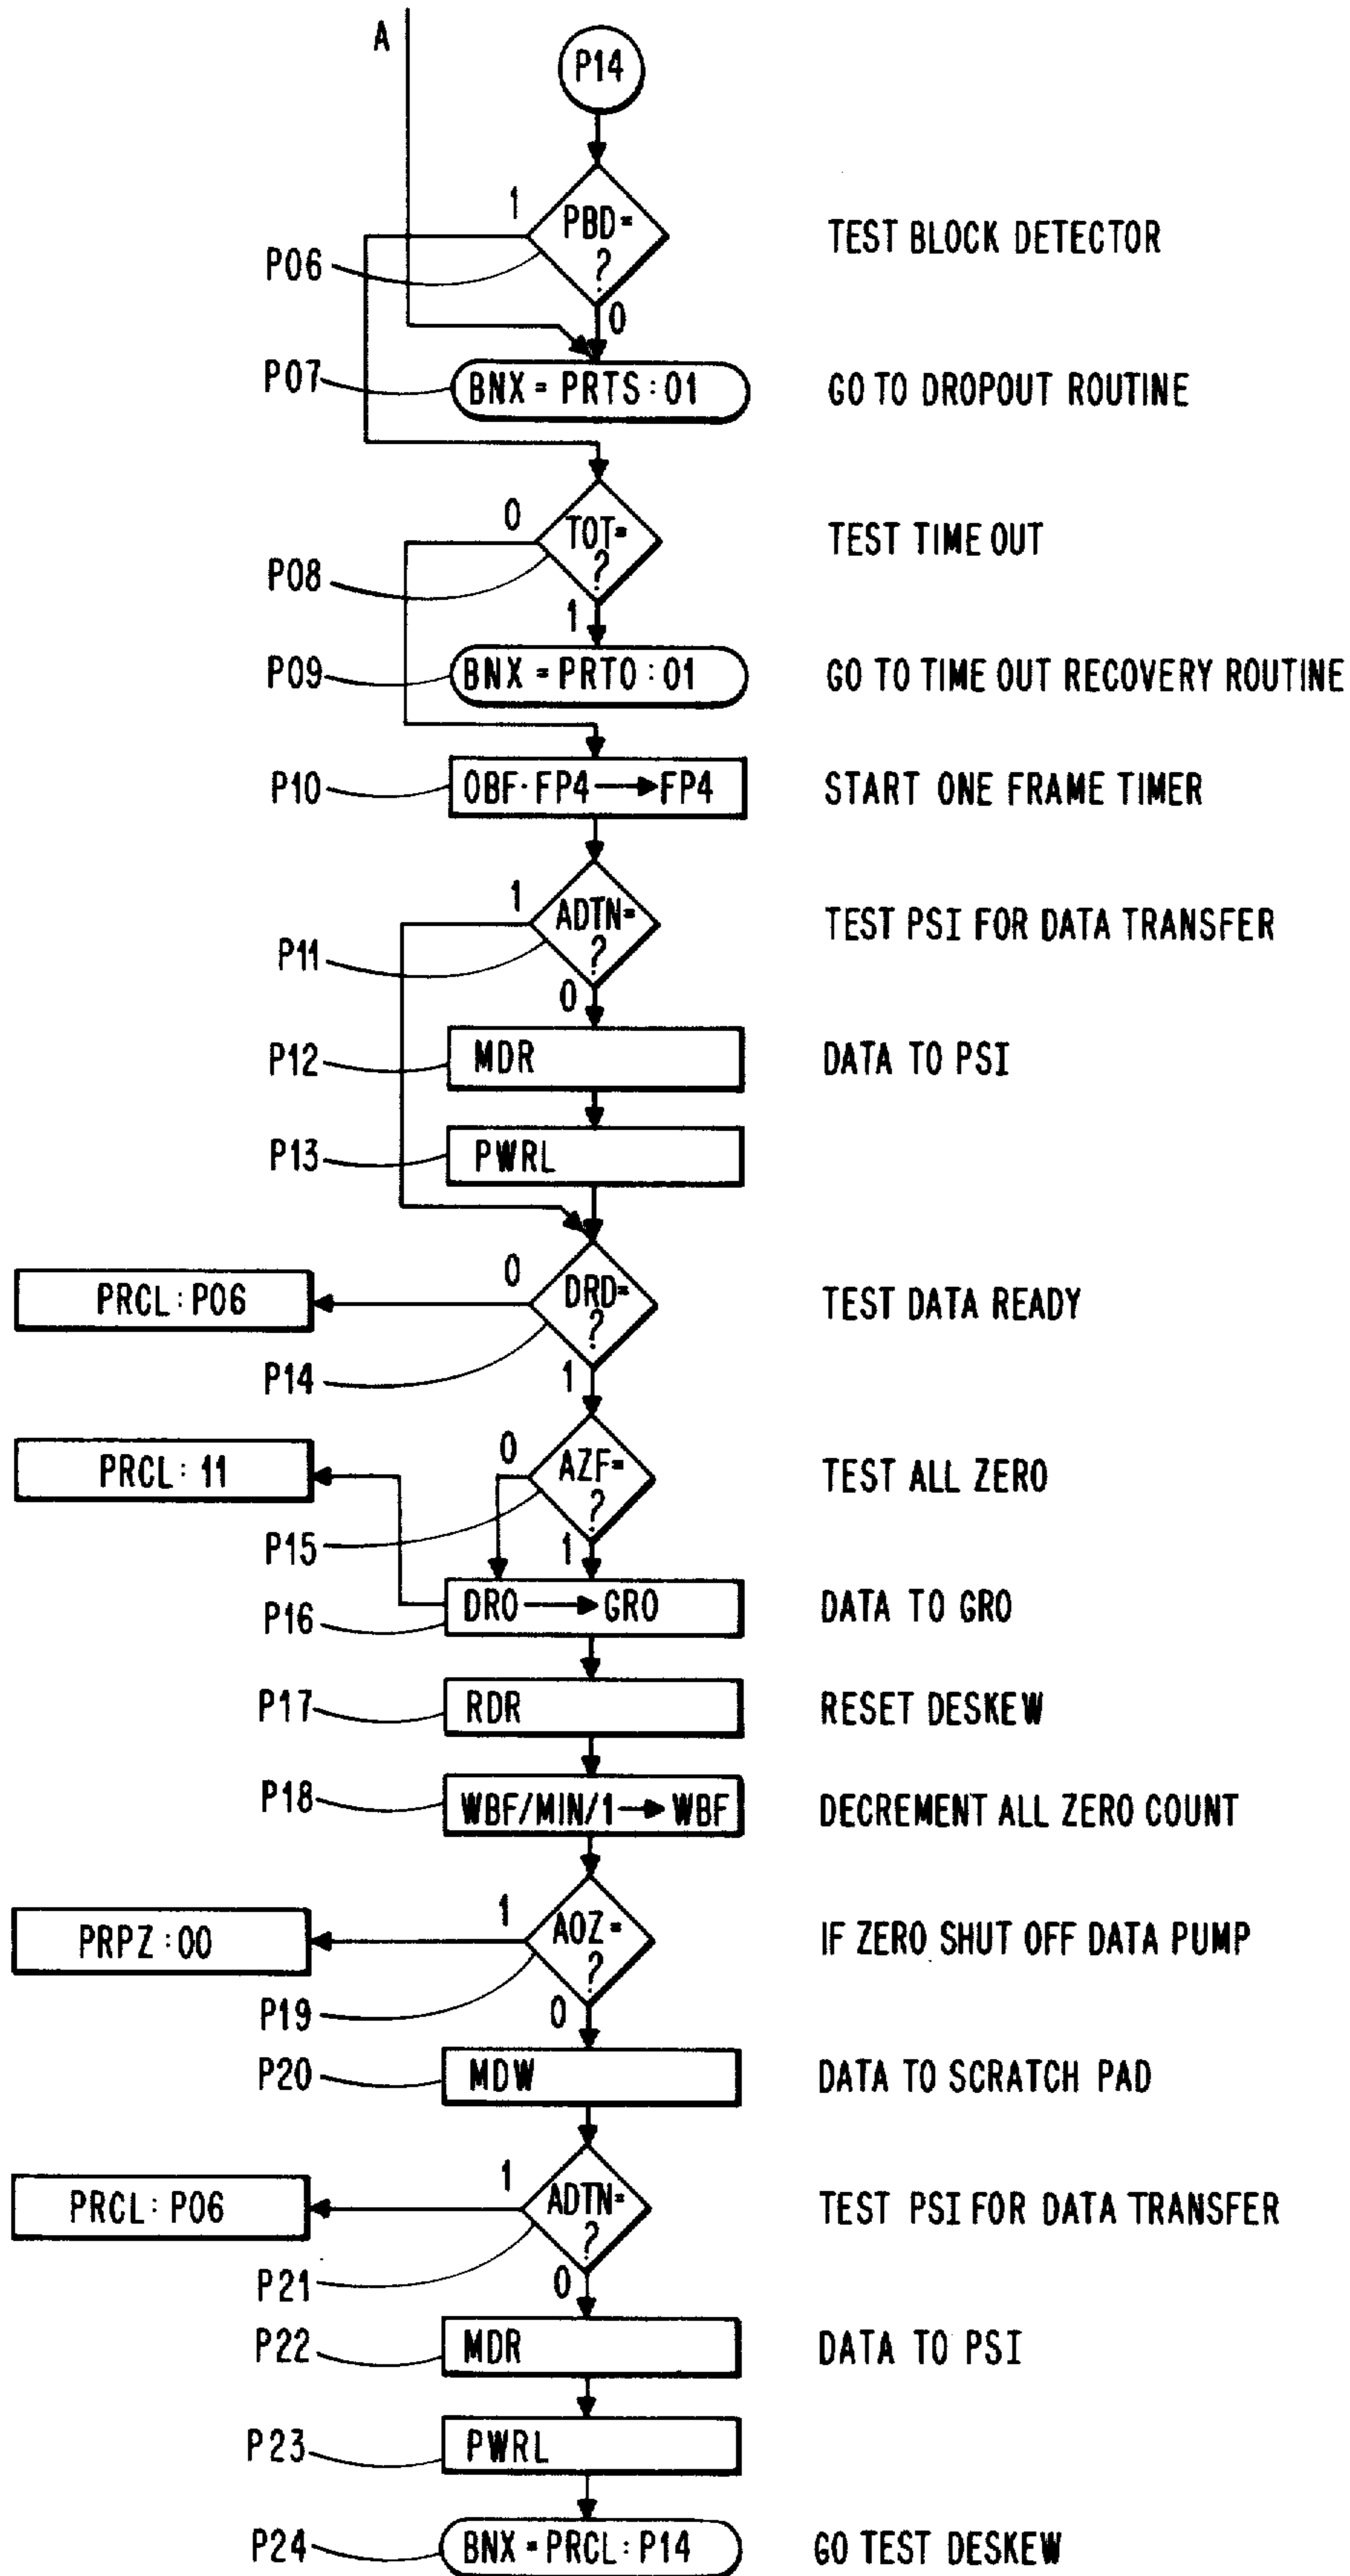 A
P14
1
PBD=
?
P06
0
TEST BLOCK DETECTOR
P07
BNX = PRTS : 01
GO TO DROPOUT ROUTINE
0
TOT=
?
P08
1
TEST TIME OUT
P09
BNX = PRTO : 01
GO TO TIME OUT RECOVERY ROUTINE
P10
OBF·FP4→FP4
START ONE FRAME TIMER
1
ADTN=
?
P11
0
TEST PSI FOR DATA TRANSFER
P12
MDR
DATA TO PSI
P13
PWRL
PRCL : P06
0
DRD=
?
P14
1
TEST DATA READY
PRCL : 11
0
AZF=
?
P15
1
TEST ALL ZERO
P16
DRO→GRO
DATA TO GRO
P17
RDR
RESET DESKEW
P18
WBF/MIN/1→WBF
DECREMENT ALL ZERO COUNT
PRPZ : 00
1
AOZ=
?
P19
0
IF ZERO SHUT OFF DATA PUMP
P20
MDW
DATA TO SCRATCH PAD
PRCL : P06
1
ADTN=
?
P21
0
TEST PSI FOR DATA TRANSFER
P22
MDR
DATA TO PSI
P23
PWRL
P24
BNX = PRCL : P14
GO TEST DESKEW